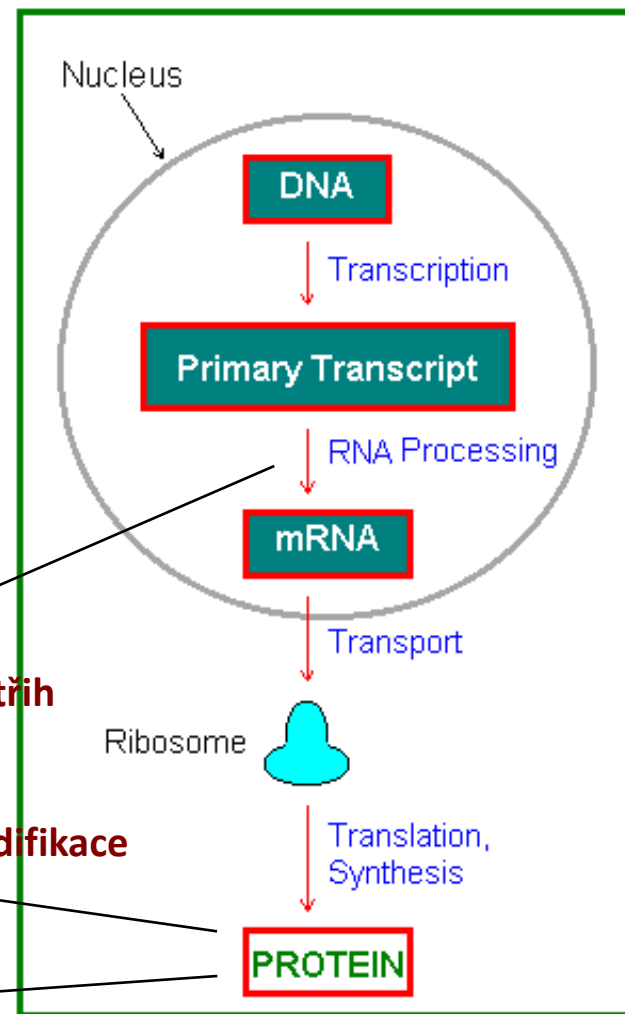 Nucleus
DNA
Transcription
Primary Transcript
RNA Processing
mRNA
Transport
třih
Ribosome
difikace
Translation,
Synthesis
PROTEIN